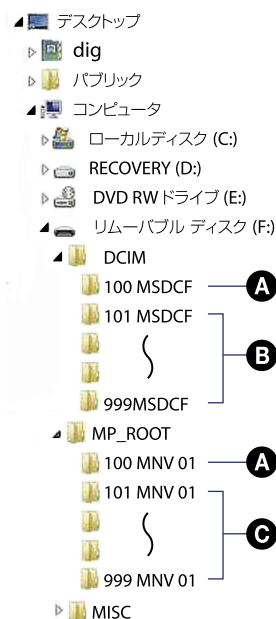 デスクトップ
dig
パブリック
コンピュータ
ローカルディスク (C:)
RECOVERY (D:)
DVD RWドライブ (E:)
リムーバブル ディスク (F:)
DCIM
100 MSDCF A
101 MSDCF
B
999MSDCF
MP_ROOT
100 MNV 01 A
101 MNV 01
C
999 MNV 01
MISC